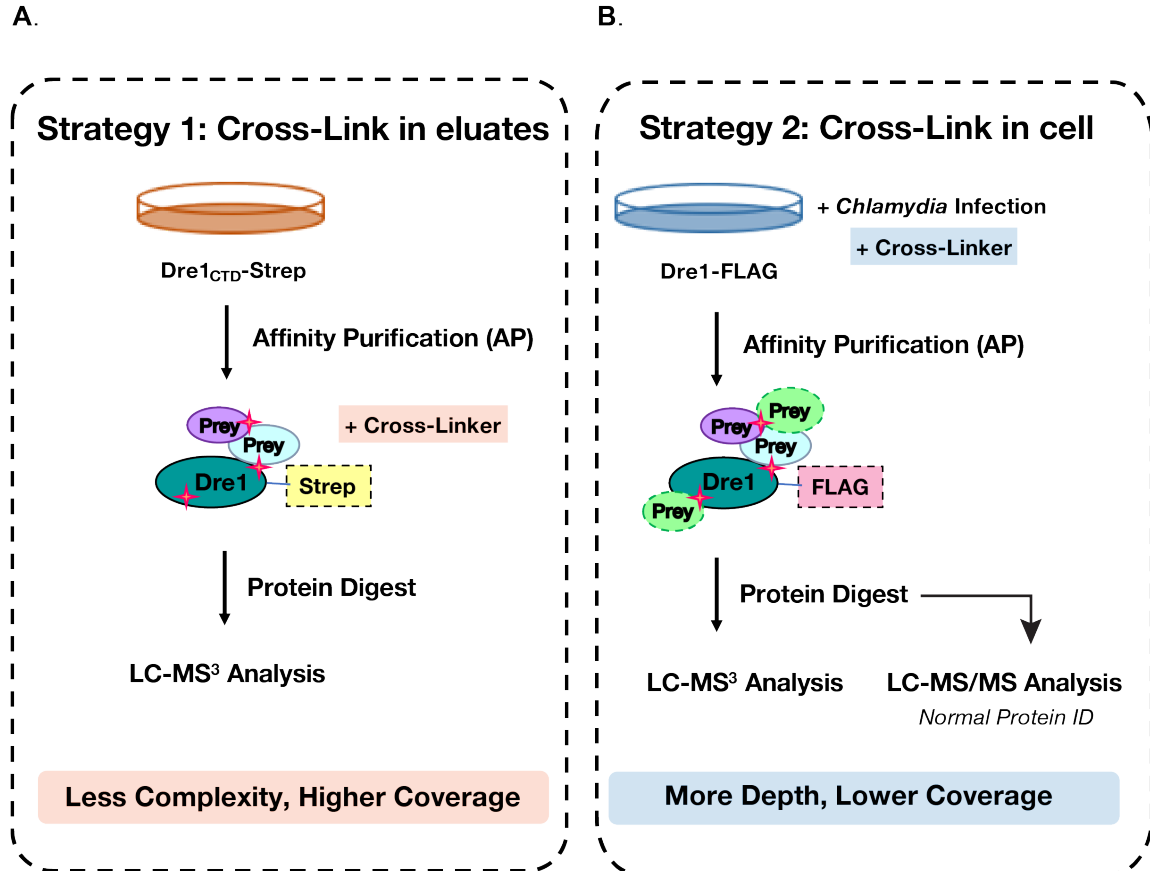 A.
Strategy 1: Cross-Link in eluates
Dre1CTD-Strep
Affinity Purification (AP)
Prey
Prey
+ Cross-Linker
Dre1
Strep
Protein Digest
LC-MS³ Analysis
Less Complexity, Higher Coverage
B.
Strategy 2: Cross-Link in cell
+ Chlamydia Infection
+ Cross-Linker
Dre1-FLAG
Affinity Purification (AP)
Prey
Prey
Prey
Dre1
FLAG
Prey
Protein Digest
LC-MS³ Analysis
LC-MS/MS Analysis
Normal Protein ID
More Depth, Lower Coverage